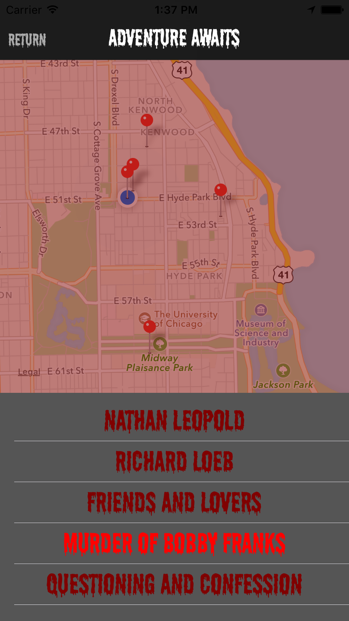 Carrier 1:37 PM
RETURN ADVENTURE AWAITS
E 43rd St
41
S King Dr
S Drexel Blvd
NORTH
KENWOOD
E 47th St
KENWOOD
S Cottage Grove Ave
E 51st St
E Hyde Park Blvd
Ellsworth Dr
E 53rd St
S Hyde Park Blvd
E 55th St
HYDE PARK
41
ON
E 57th St
The University
of Chicago
Museum of
Science and
Industry
Midway
Plaisance Park
Legal
E 61st St
Jackson Park
NATHAN LEOPOLD
RICHARD LOEB
FRIENDS AND LOVERS
MURDER OF BOBBY FRANKS
QUESTIONING AND CONFESSION